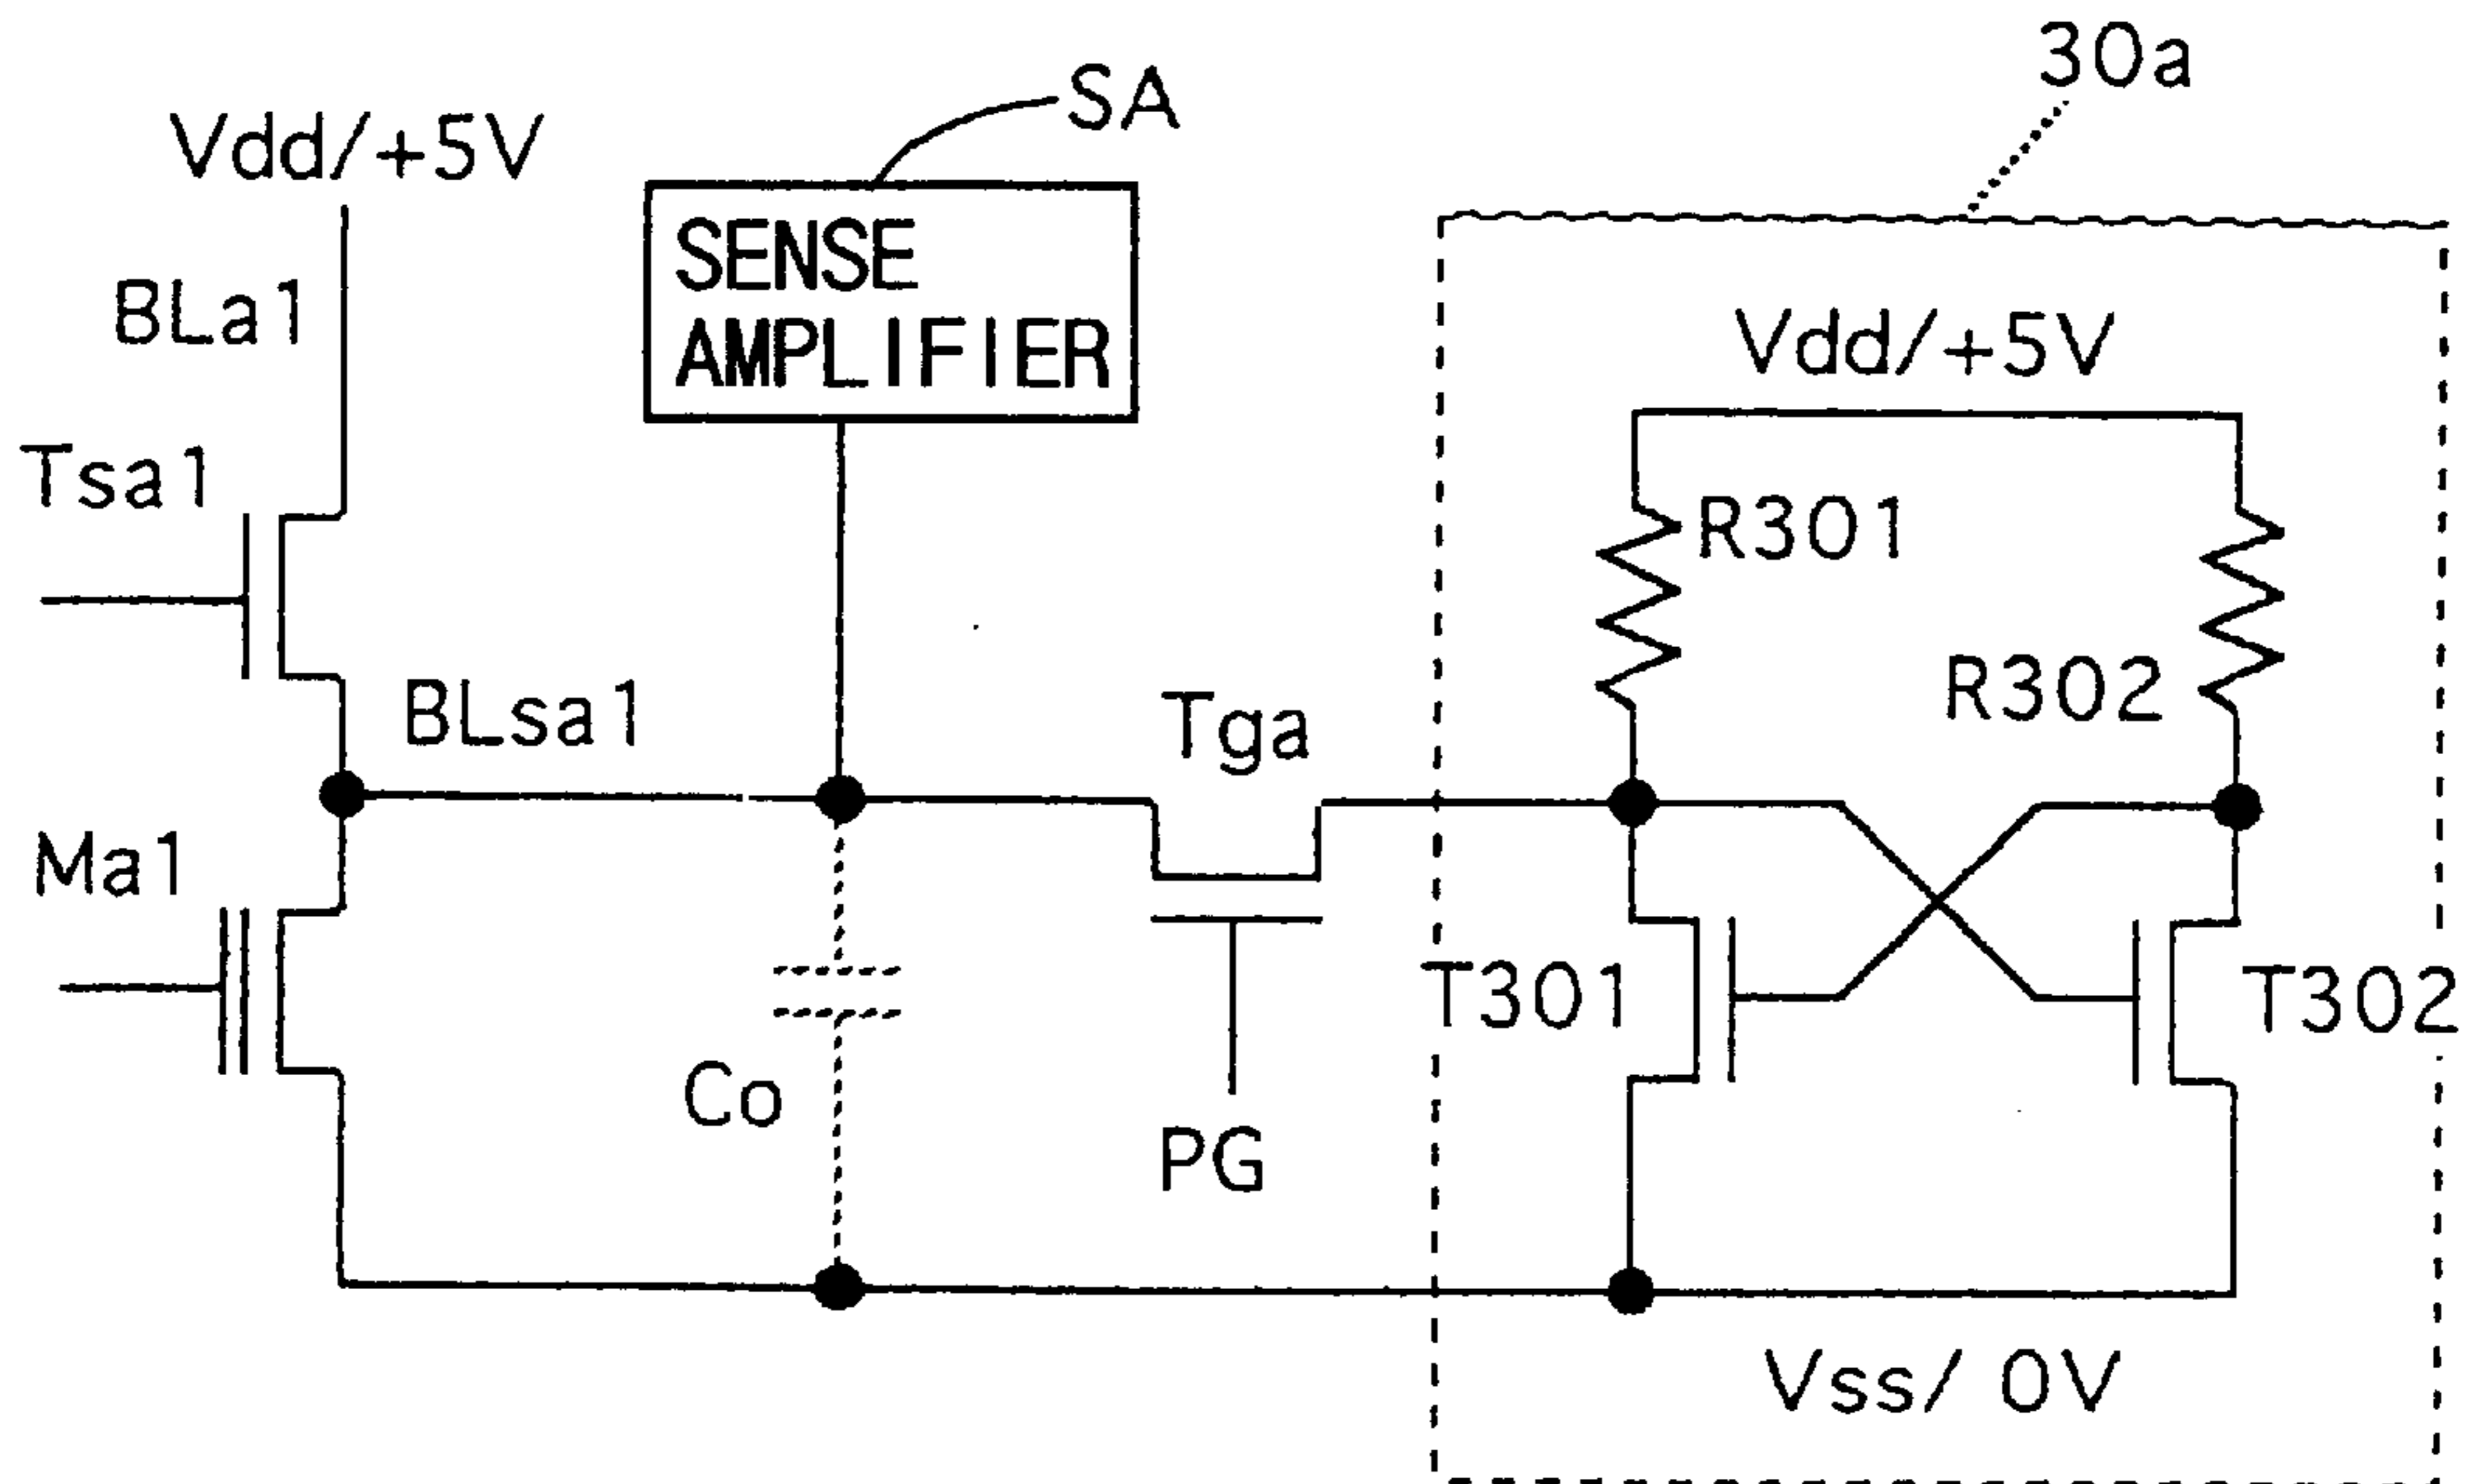 30a
SA
Vdd/+5V
SENSE
AMPLIFIER
BLa1
Vdd/+5V
Tsa1
R301
BLsa1
Tga
R302
Ma1
T301
T302
Co
PG
Vss/ 0V